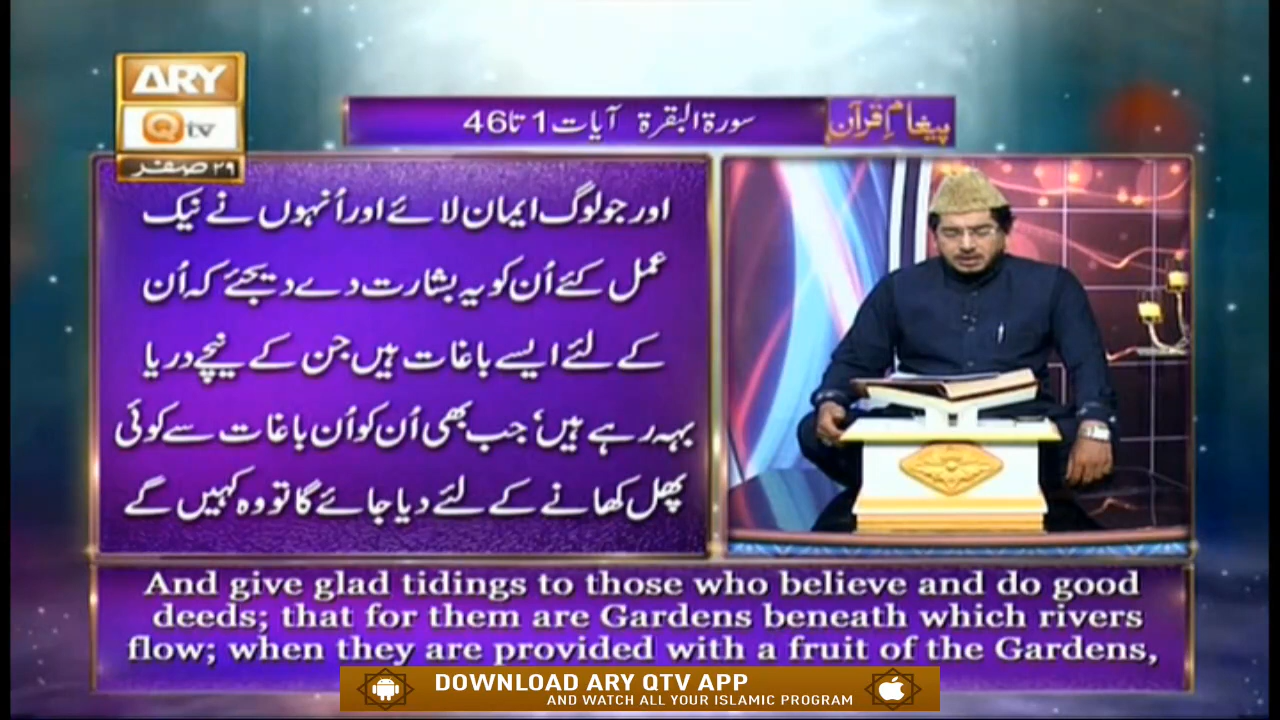 ARY
Qtv
۲۹ صفر
پیغامِ قرآن
سورۃ البقرۃ آیات 1 تا 46
اور جو لوگ ایمان لائے اور اُنہوں نے نیک
عمل کئے اُن کو یہ بشارت دے دیجئے کہ اُن
کے لئے ایسے باغات ہیں جن کے نیچے دریا
بہہ رہے ہیں، جب بھی اُن کو اُن باغات سے کوئی
پھل کھانے کے لئے دیا جائے گا تو وہ کہیں گے
And give glad tidings to those who believe and do good
deeds; that for them are Gardens beneath which rivers
flow; when they are provided with a fruit of the Gardens,
DOWNLOAD ARY QTV APP
AND WATCH ALL YOUR ISLAMIC PROGRAM